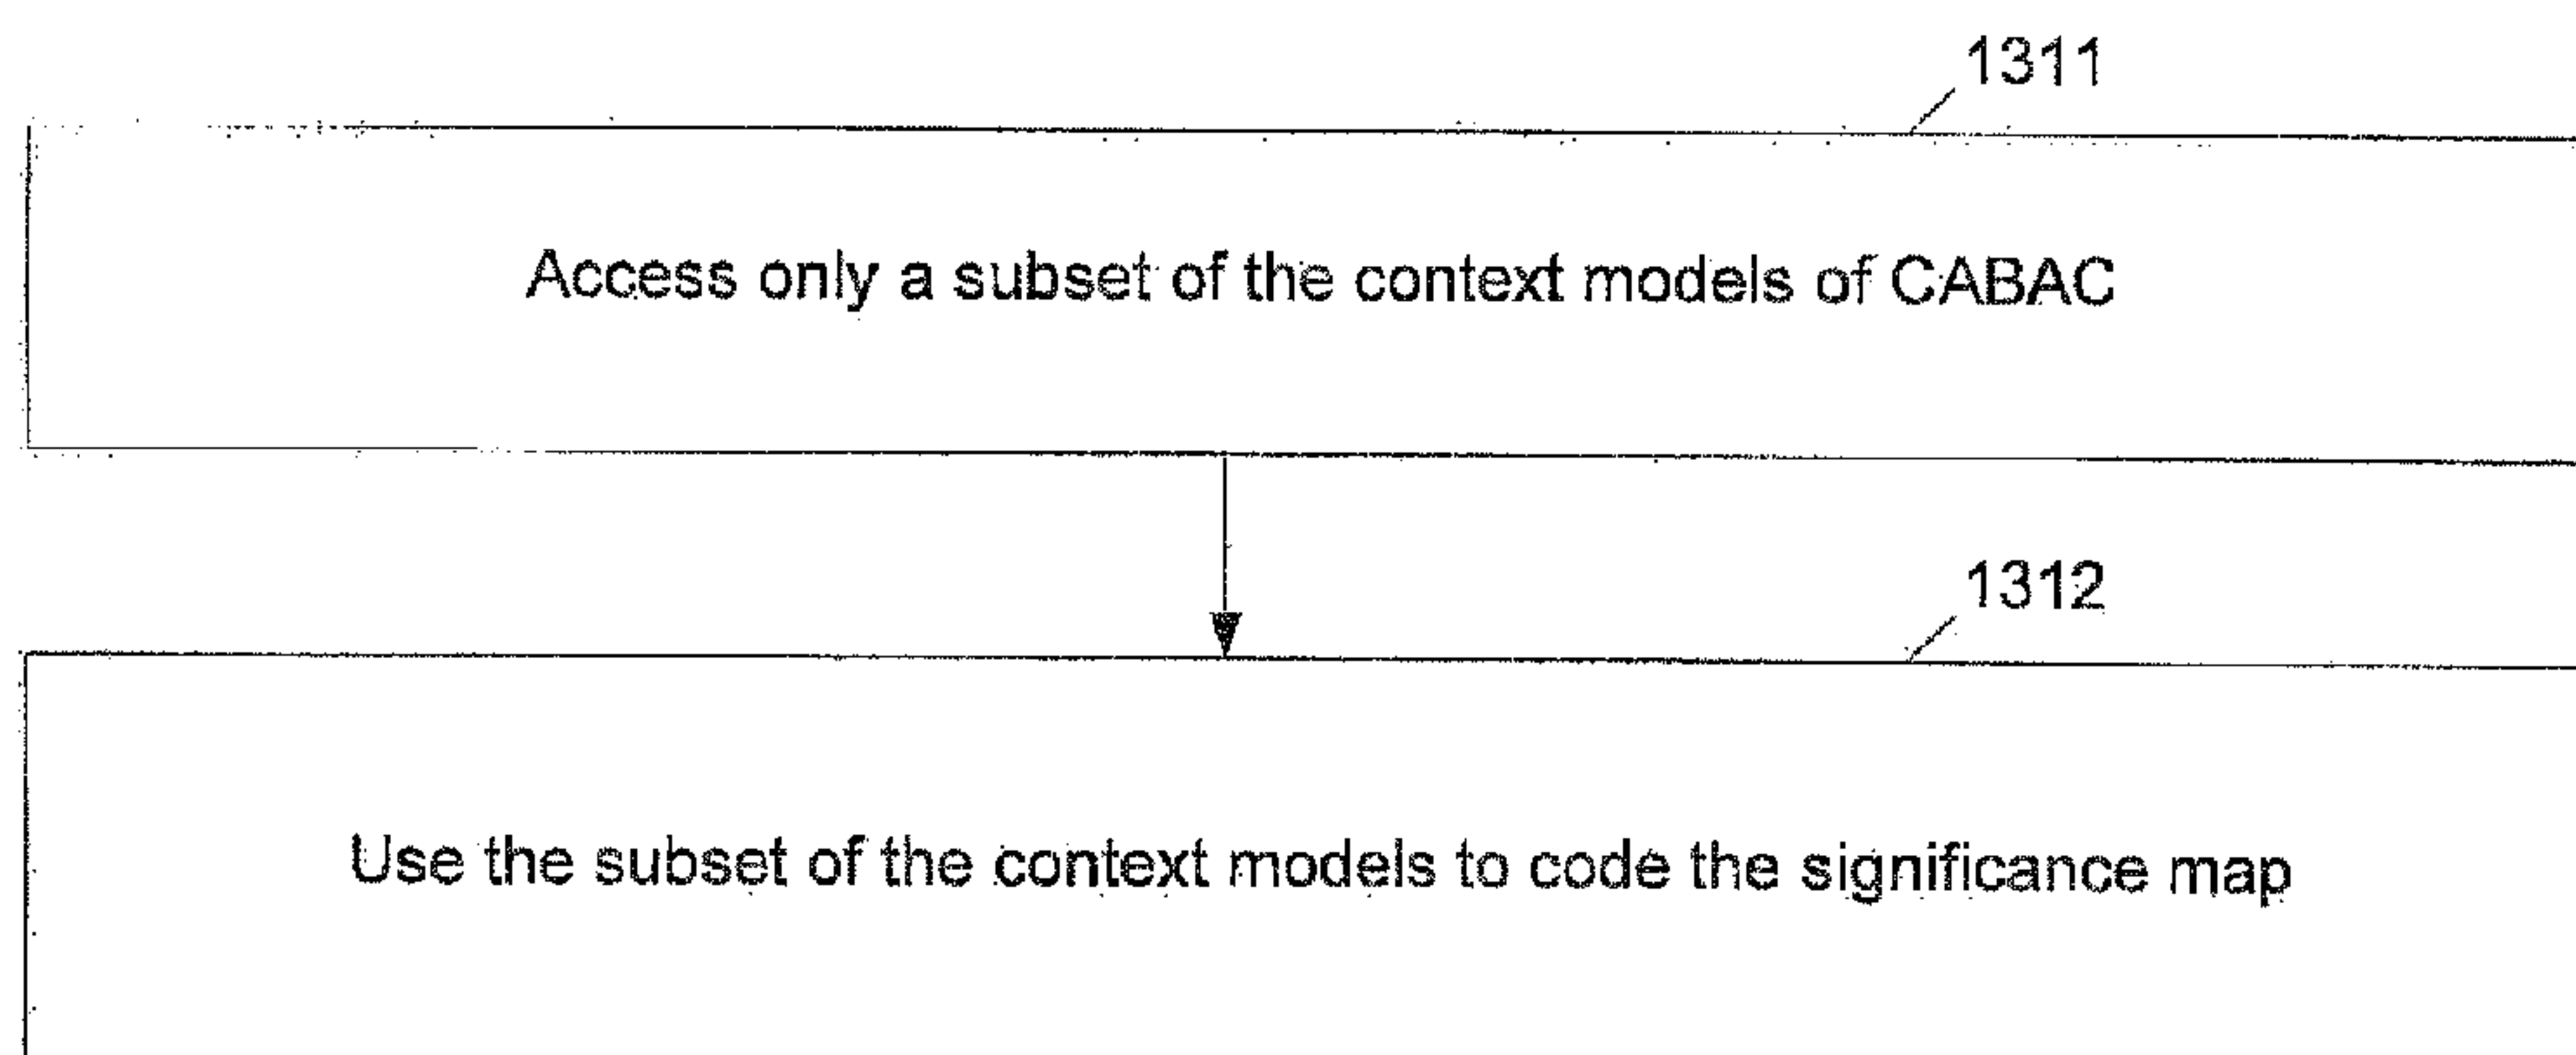 1311
Access only a subset of the context models of CABAC
1312
Use the subset of the context models to code the significance map